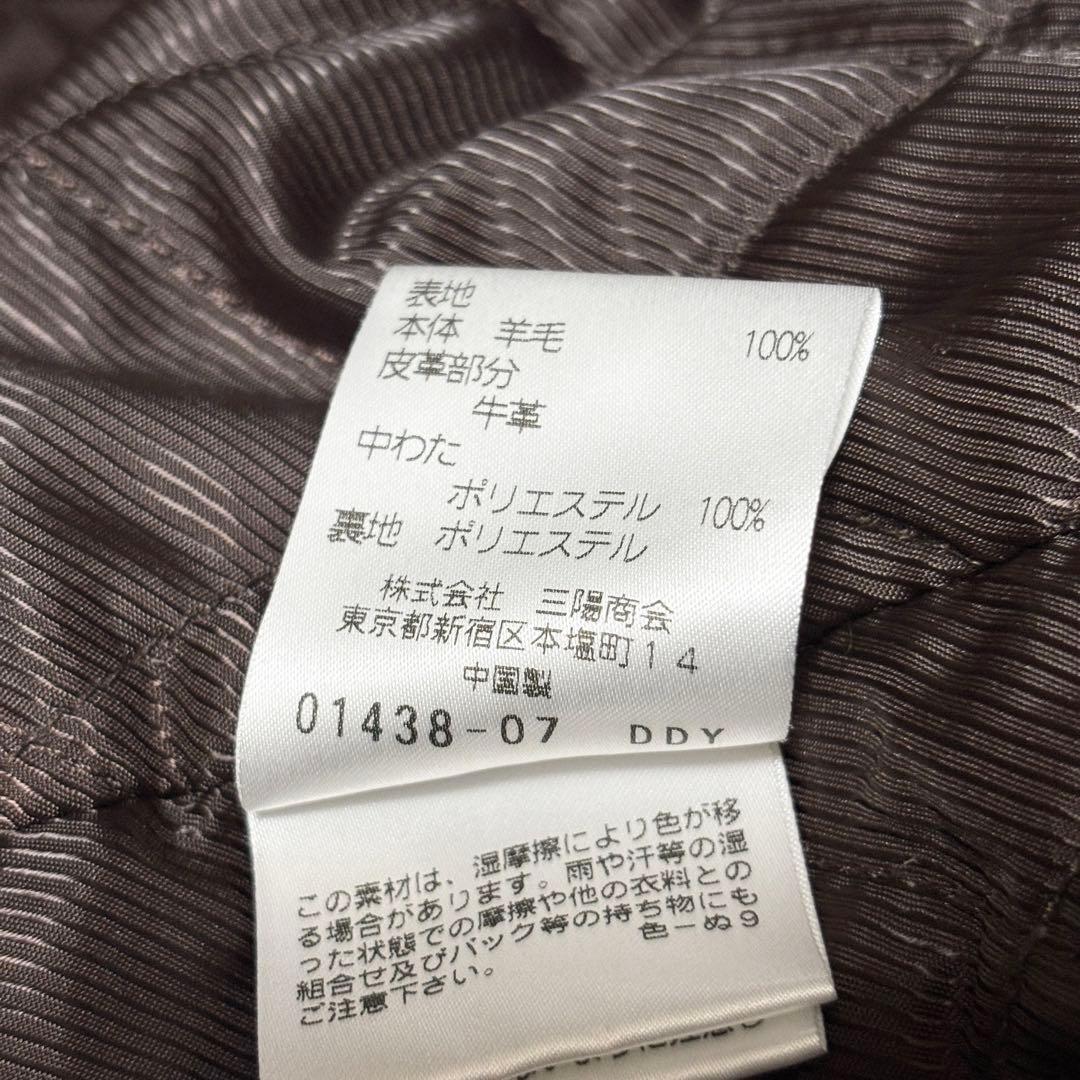 表地
本体　羊毛　100%
皮革部分
牛革
中わた
ポリエステル　100%
裏地　ポリエステル
株式会社　三陽商会
東京都新宿区本塩町14
中国製
01438-07　DDY
この素材は、湿摩擦により色が移
る場合があります。雨や汗等の湿
った状態での摩擦や他の衣料との
組合せ及びバック等の持ち物にも
ご注意下さい。　色－ぬ9